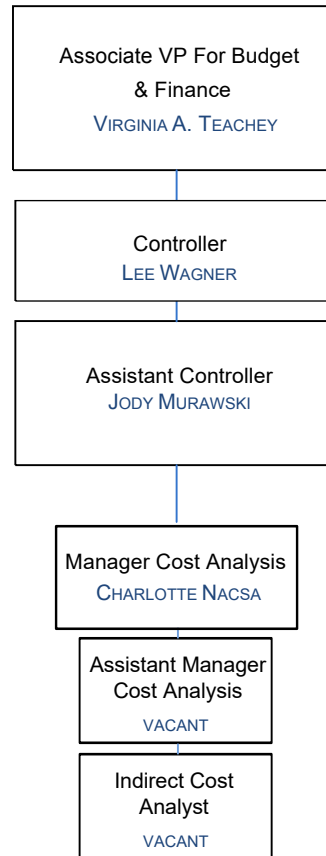 Associate VP For Budget
& Finance
VIRGINIA A. TEACHEY
Controller
LEE WAGNER
Assistant Controller
JODY MURAWSKI
Manager Cost Analysis
CHARLOTTE NACSA
Assistant Manager
Cost Analysis
VACANT
Indirect Cost
Analyst
VACANT